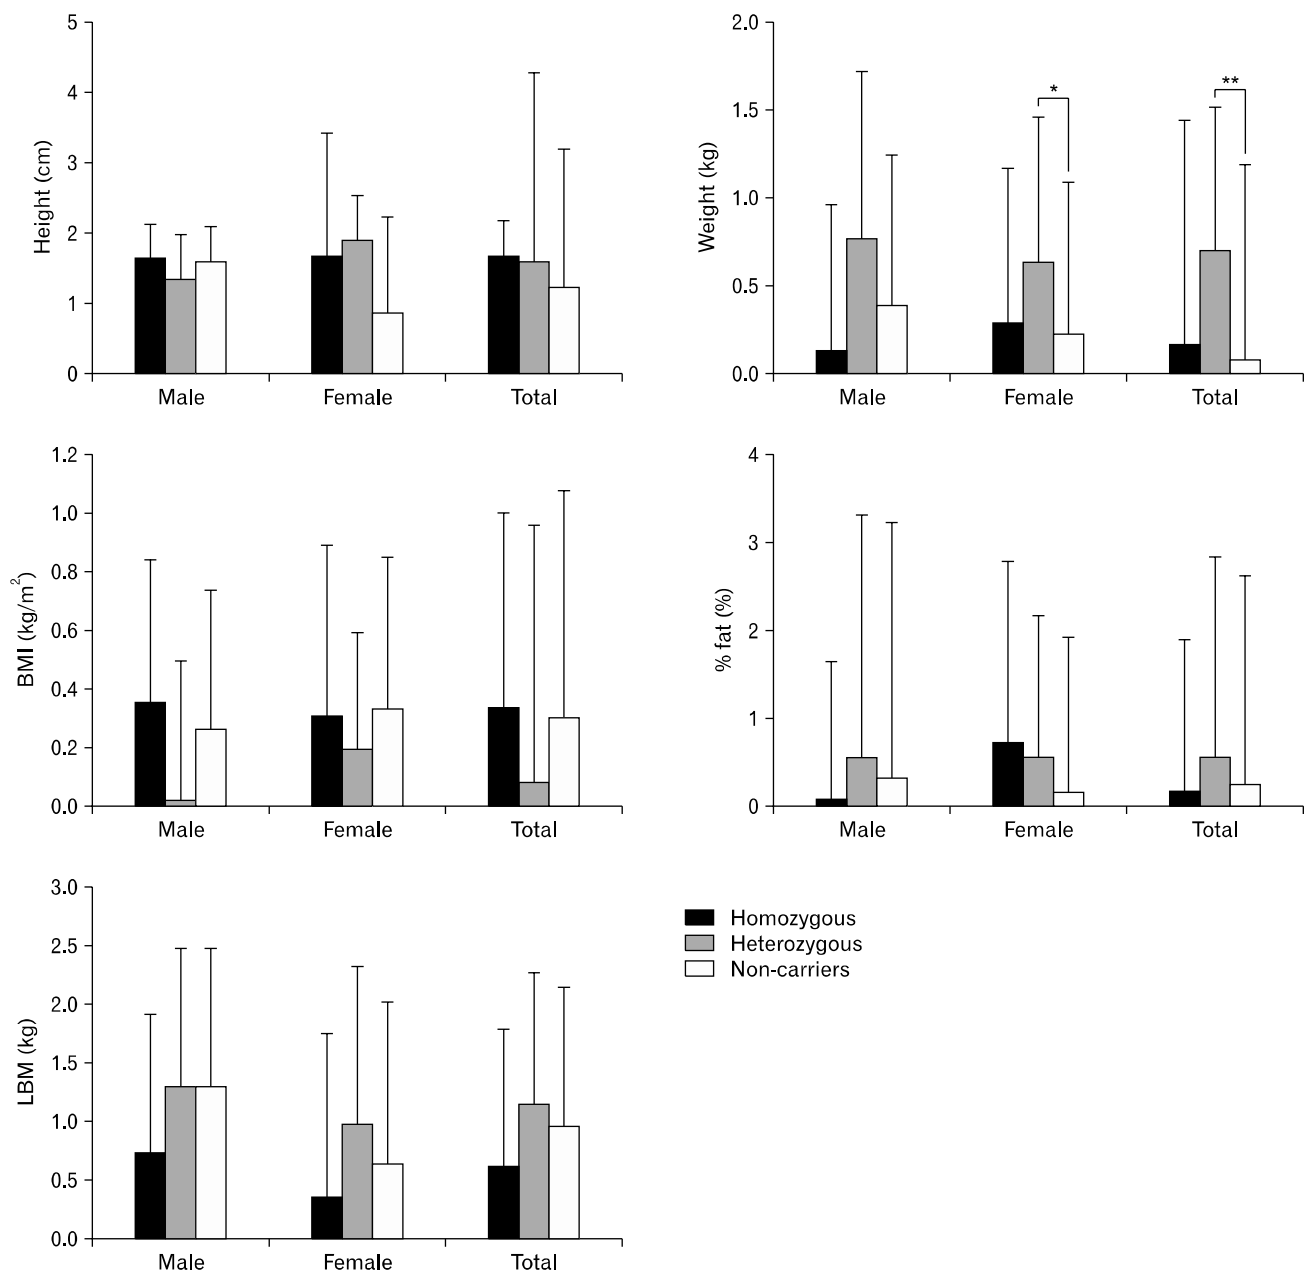 Height (cm)
5
4
3
2
1
0
Male Female Total
Weight (kg)
2.0
1.5
1.0
0.5
0.0
*
**
Male Female Total
BMI (kg/m²)
1.2
1.0
0.8
0.6
0.4
0.2
0.0
Male Female Total
% fat (%)
4
3
2
1
0
Male Female Total
LBM (kg)
3.0
2.5
2.0
1.5
1.0
0.5
0.0
Male Female Total
Homozygous
Heterozygous
Non-carriers